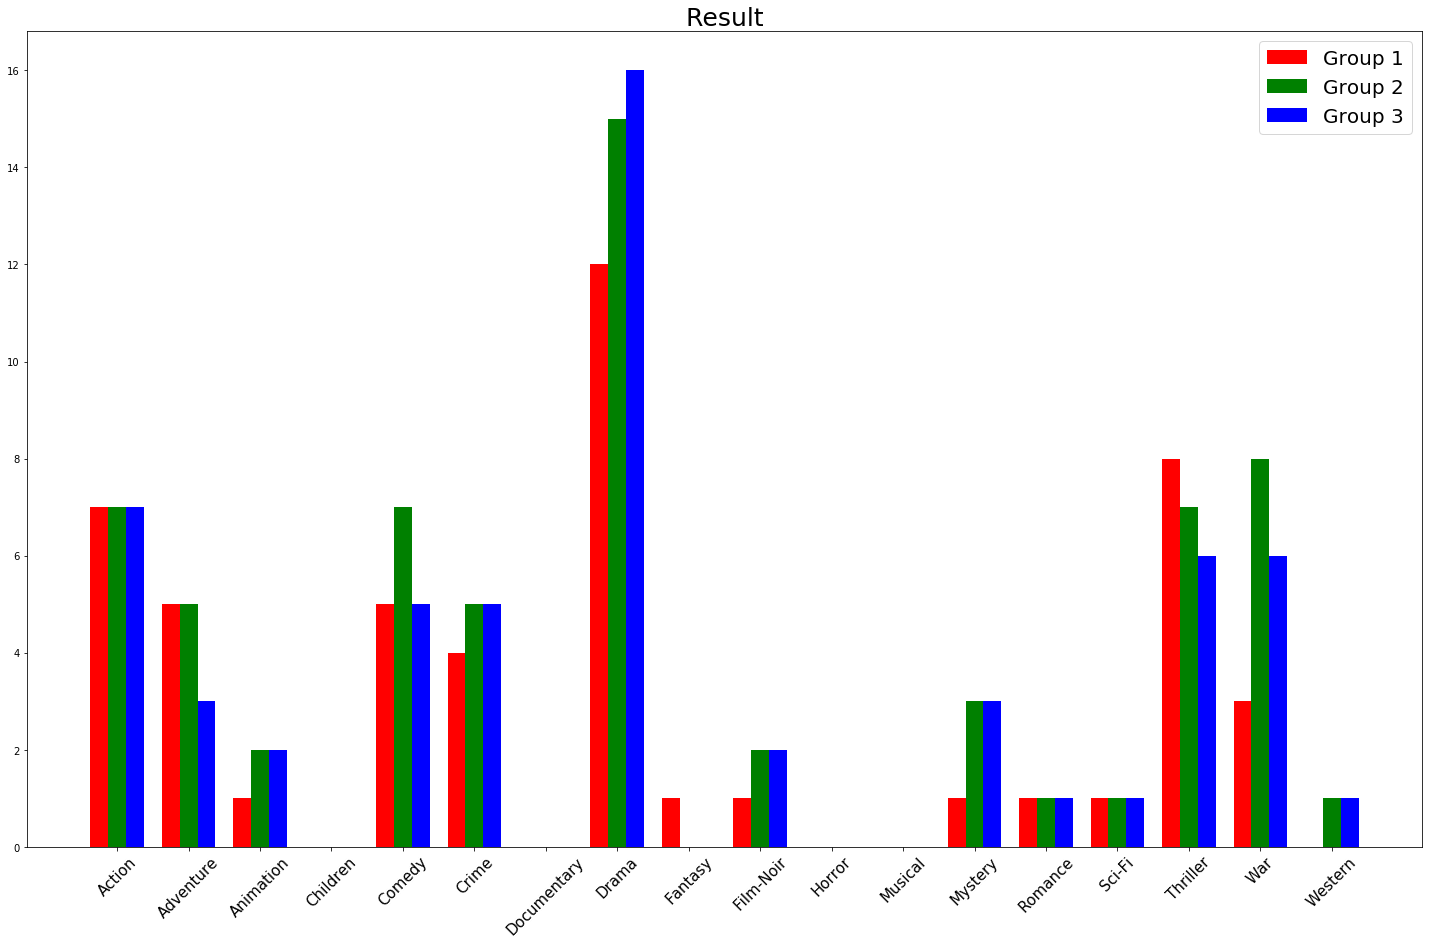 Result
Group 1
Group 2
Group 3
16
14
12
10
8
6
4
2
0
Action
Adventure
Animation
Children
Comedy
Crime
Documentary
Drama
Fantasy
Film-Noir
Horror
Musical
Mystery
Romance
Sci-Fi
Thriller
War
Western